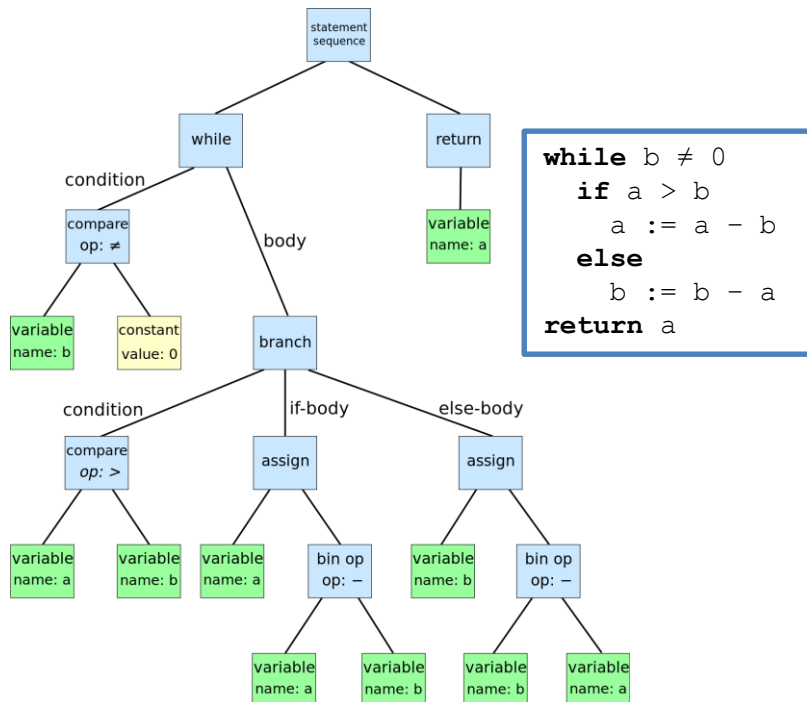 statement
sequence
while
return
condition
body
compare
op: ≠
variable
name: a
variable
name: b
constant
value: 0
branch
condition
if-body
else-body
compare
op: >
assign
assign
variable
name: a
variable
name: b
variable
name: a
bin op
op: −
variable
name: b
bin op
op: −
variable
name: a
variable
name: b
variable
name: b
variable
name: a
while b ≠ 0
if a > b
a := a − b
else
b := b − a
return a